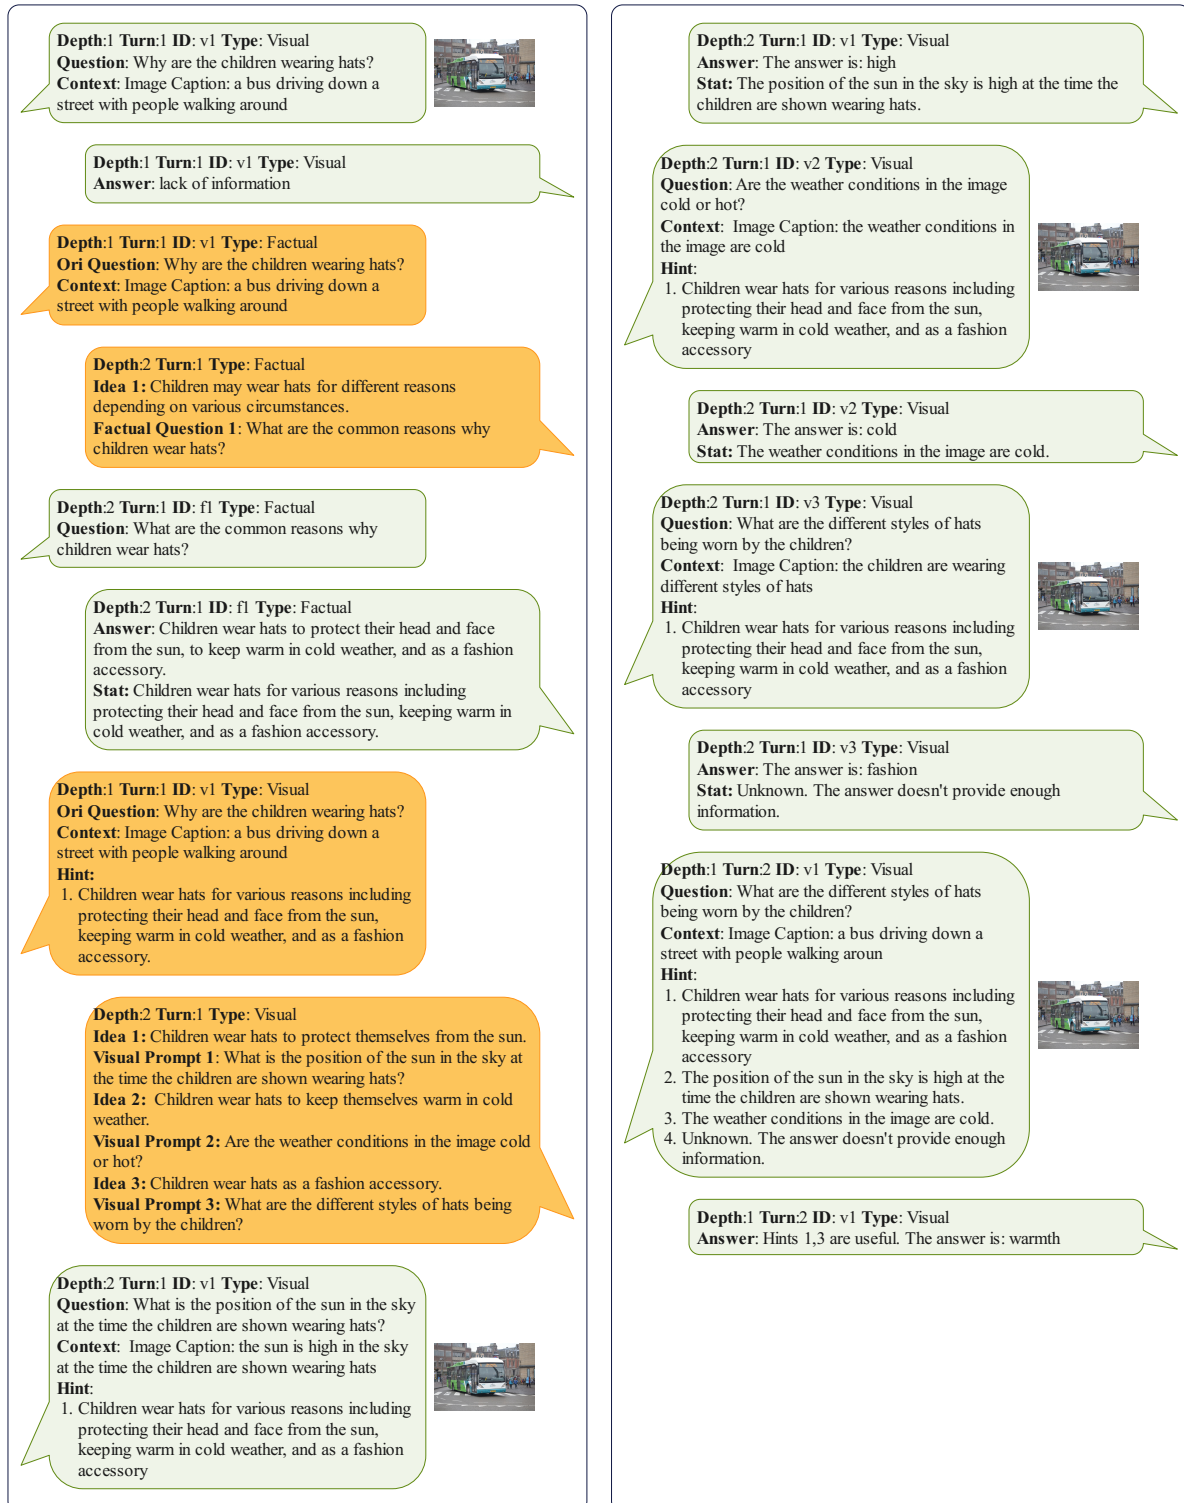 Depth:1 Turn:1 ID: v1 Type: Visual
Question: Why are the children wearing hats?
Context: Image Caption: a bus driving down a
street with people walking around
Depth:1 Turn:1 ID: v1 Type: Visual
Answer: lack of information
Depth:1 Turn:1 ID: v1 Type: Factual
Ori Question: Why are the children wearing hats?
Context: Image Caption: a bus driving down a
street with people walking around
Depth:2 Turn:1 Type: Factual
Idea 1: Children may wear hats for different reasons
depending on various circumstances.
Factual Question 1: What are the common reasons why
children wear hats?
Depth:2 Turn:1 ID: f1 Type: Factual
Question: What are the common reasons why
children wear hats?
Depth:2 Turn:1 ID: f1 Type: Factual
Answer: Children wear hats to protect their head and face
from the sun, to keep warm in cold weather, and as a fashion
accessory.
Stat: Children wear hats for various reasons including
protecting their head and face from the sun, keeping warm in
cold weather, and as a fashion accessory.
Depth:1 Turn:1 ID: v1 Type: Visual
Ori Question: Why are the children wearing hats?
Context: Image Caption: a bus driving down a
street with people walking around
Hint:
1. Children wear hats for various reasons including
protecting their head and face from the sun,
keeping warm in cold weather, and as a fashion
accessory.
Depth:2 Turn:1 Type: Visual
Idea 1: Children wear hats to protect themselves from the sun.
Visual Prompt 1: What is the position of the sun in the sky at
the time the children are shown wearing hats?
Idea 2: Children wear hats to keep themselves warm in cold
weather.
Visual Prompt 2: Are the weather conditions in the image cold
or hot?
Idea 3: Children wear hats as a fashion accessory.
Visual Prompt 3: What are the different styles of hats being
worn by the children?
Depth:2 Turn:1 ID: v1 Type: Visual
Question: What is the position of the sun in the sky
at the time the children are shown wearing hats?
Context: Image Caption: the sun is high in the sky
at the time the children are shown wearing hats
Hint:
1. Children wear hats for various reasons including
protecting their head and face from the sun,
keeping warm in cold weather, and as a fashion
accessory
Depth:2 Turn:1 ID: v1 Type: Visual
Answer: The answer is: high
Stat: The position of the sun in the sky is high at the time the
children are shown wearing hats.
Depth:2 Turn:1 ID: v2 Type: Visual
Question: Are the weather conditions in the image
cold or hot?
Context: Image Caption: the weather conditions in
the image are cold
Hint:
1. Children wear hats for various reasons including
protecting their head and face from the sun,
keeping warm in cold weather, and as a fashion
accessory
Depth:2 Turn:1 ID: v2 Type: Visual
Answer: The answer is: cold
Stat: The weather conditions in the image are cold.
Depth:2 Turn:1 ID: v3 Type: Visual
Question: What are the different styles of hats
being worn by the children?
Context: Image Caption: the children are wearing
different styles of hats
Hint:
1. Children wear hats for various reasons including
protecting their head and face from the sun,
keeping warm in cold weather, and as a fashion
accessory
Depth:2 Turn:1 ID: v3 Type: Visual
Answer: The answer is: fashion
Stat: Unknown. The answer doesn't provide enough
information.
Depth:1 Turn:2 ID: v1 Type: Visual
Question: What are the different styles of hats
being worn by the children?
Context: Image Caption: a bus driving down a
street with people walking aroun
Hint:
1. Children wear hats for various reasons including
protecting their head and face from the sun,
keeping warm in cold weather, and as a fashion
accessory
2. The position of the sun in the sky is high at the
time the children are shown wearing hats.
3. The weather conditions in the image are cold.
4. Unknown. The answer doesn't provide enough
information.
Depth:1 Turn:2 ID: v1 Type: Visual
Answer: Hints 1,3 are useful. The answer is: warmth